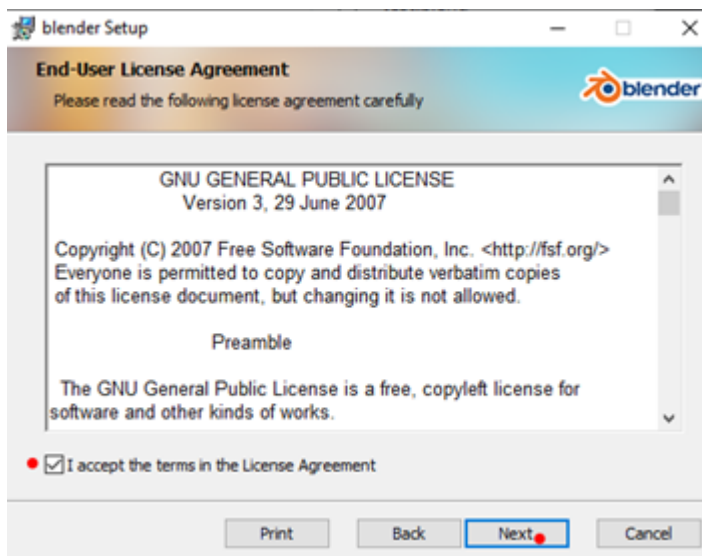 blender Setup
End-User License Agreement
Please read the following license agreement carefully
blender
GNU GENERAL PUBLIC LICENSE
Version 3, 29 June 2007
Copyright (C) 2007 Free Software Foundation, Inc. <http://fsf.org/>
Everyone is permitted to copy and distribute verbatim copies
of this license document, but changing it is not allowed.
Preamble
The GNU General Public License is a free, copyleft license for
software and other kinds of works.
I accept the terms in the License Agreement
Print Back Next Cancel